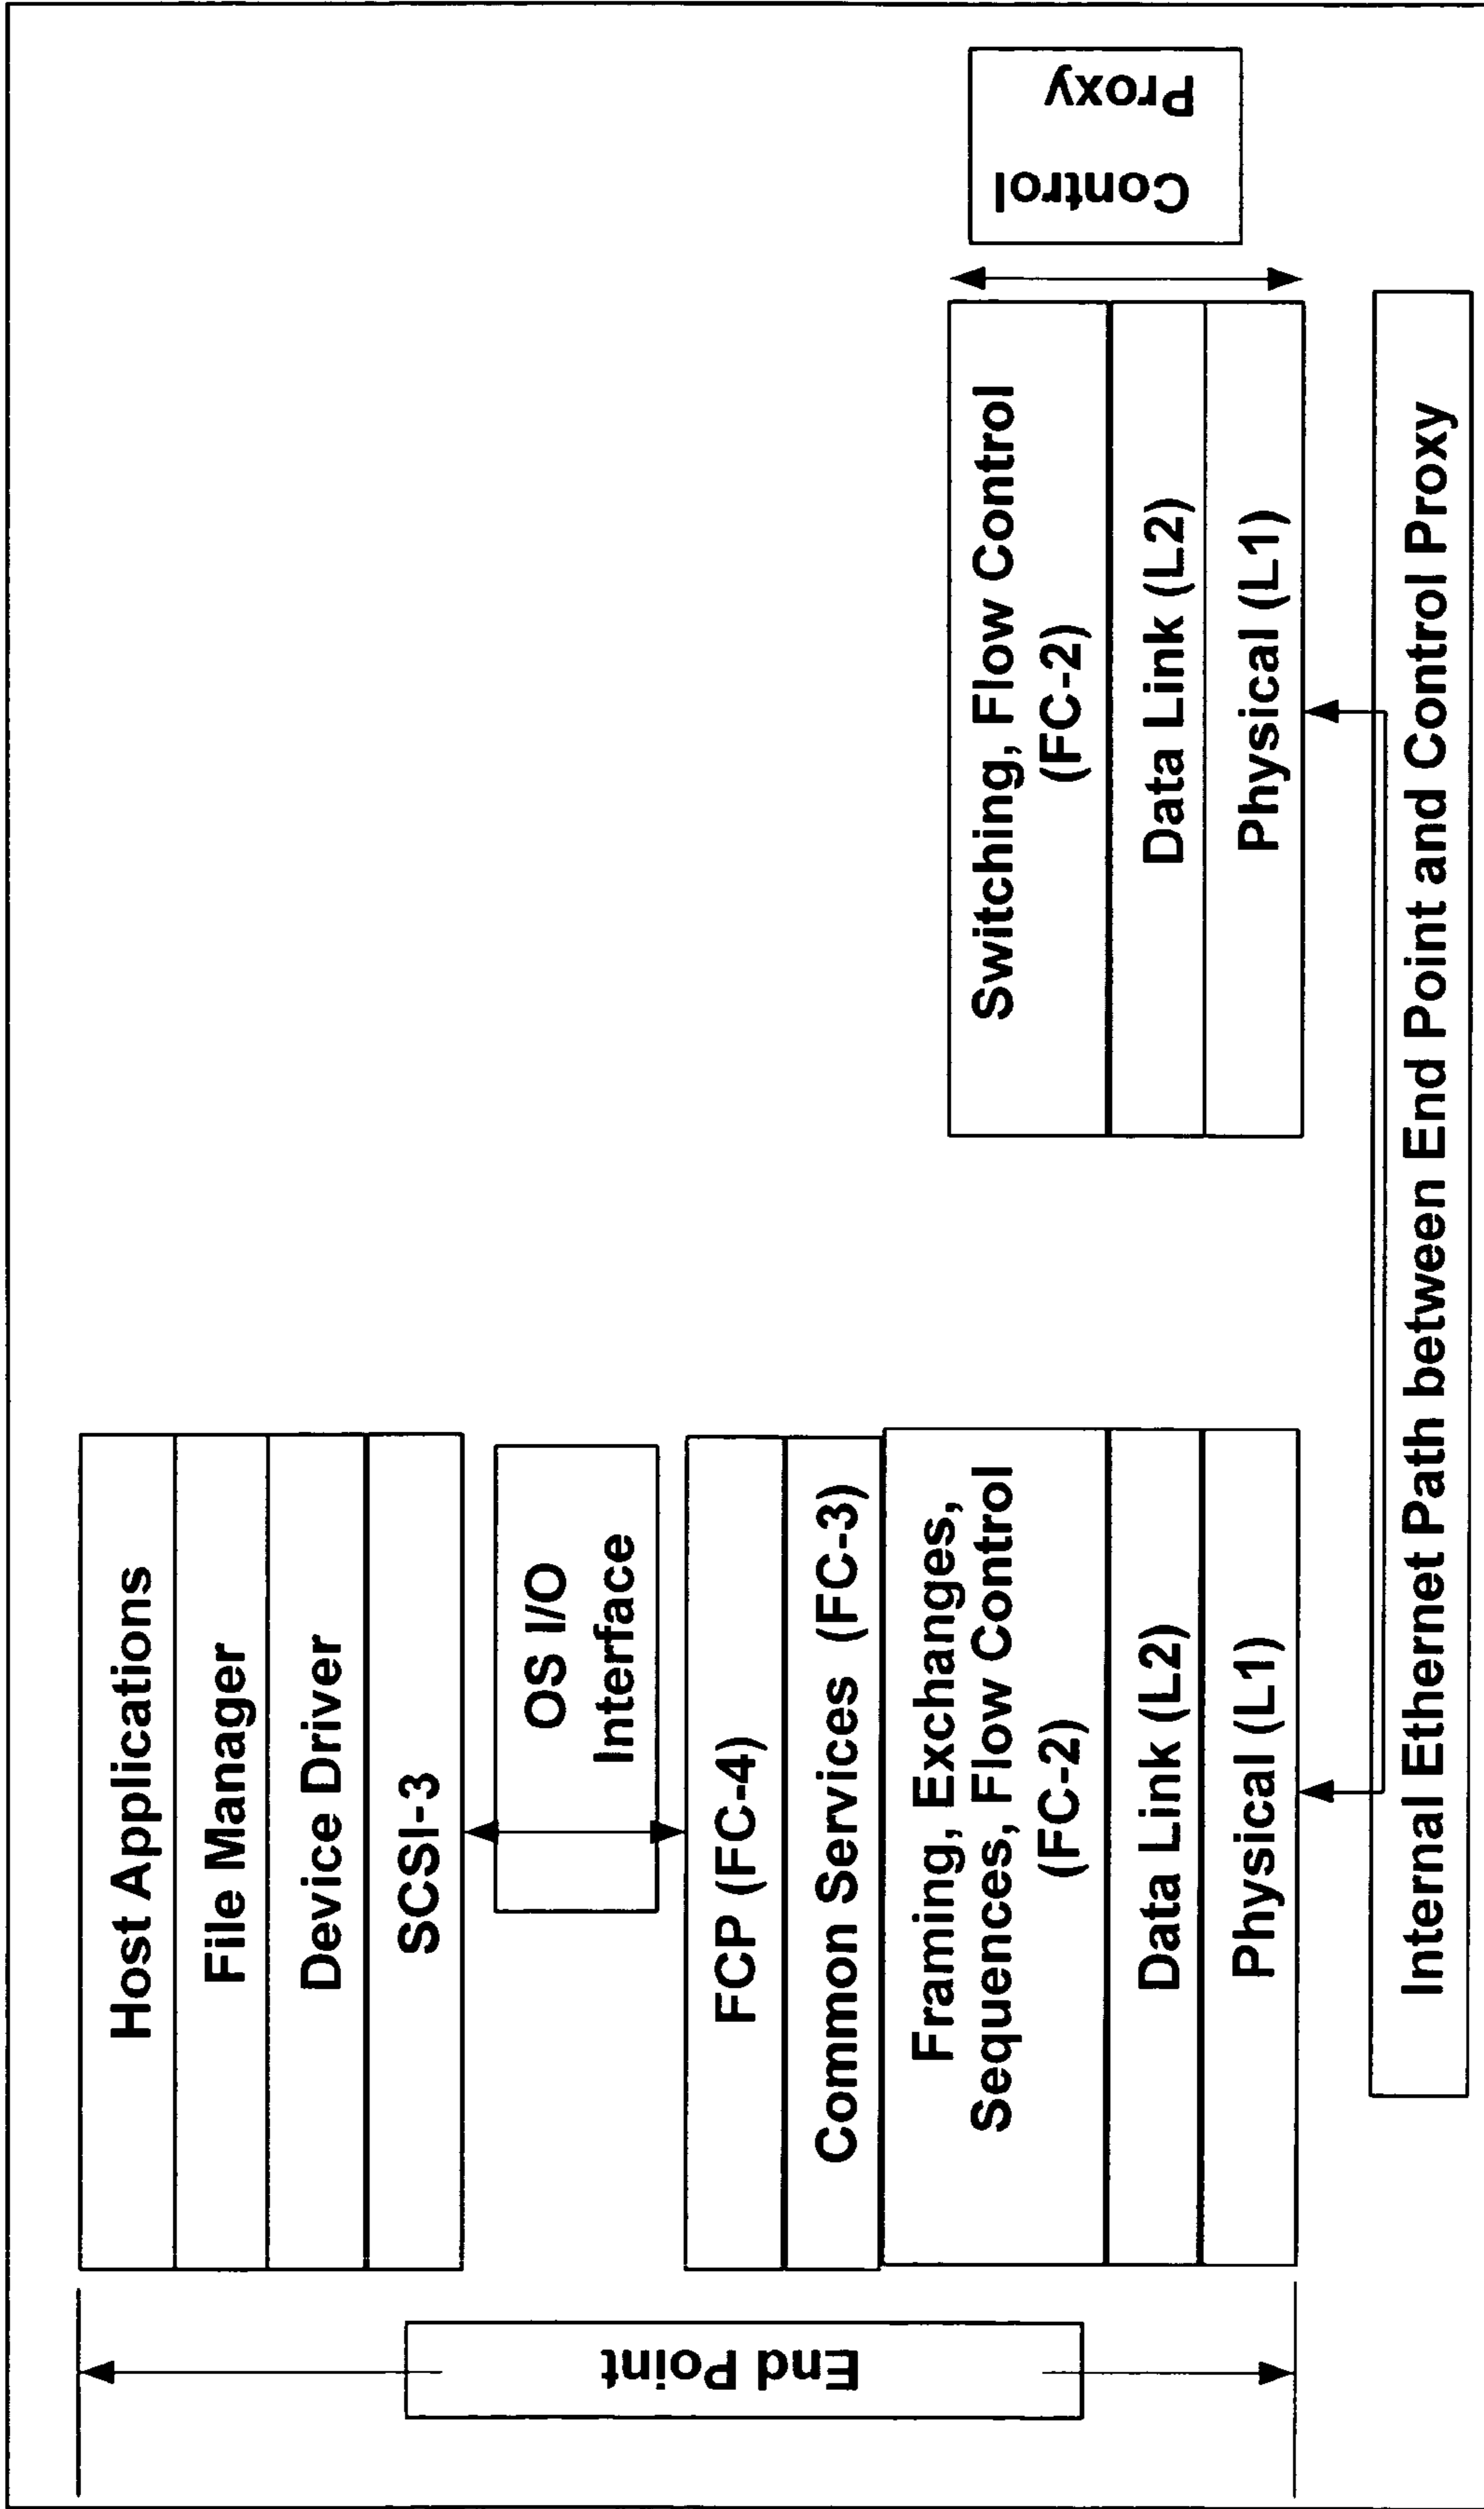 End Point
Host Applications
File Manager
Device Driver
SCSI-3
OS I/O
Interface
FCP (FC-4)
Common Services (FC-3)
Framing, Exchanges,
Sequences, Flow Control
(FC-2)
Data Link (L2)
Physical (L1)
Switching, Flow Control
(FC-2)
Data Link (L2)
Physical (L1)
Control
Proxy
Internal Ethernet Path between End Point and Control Proxy